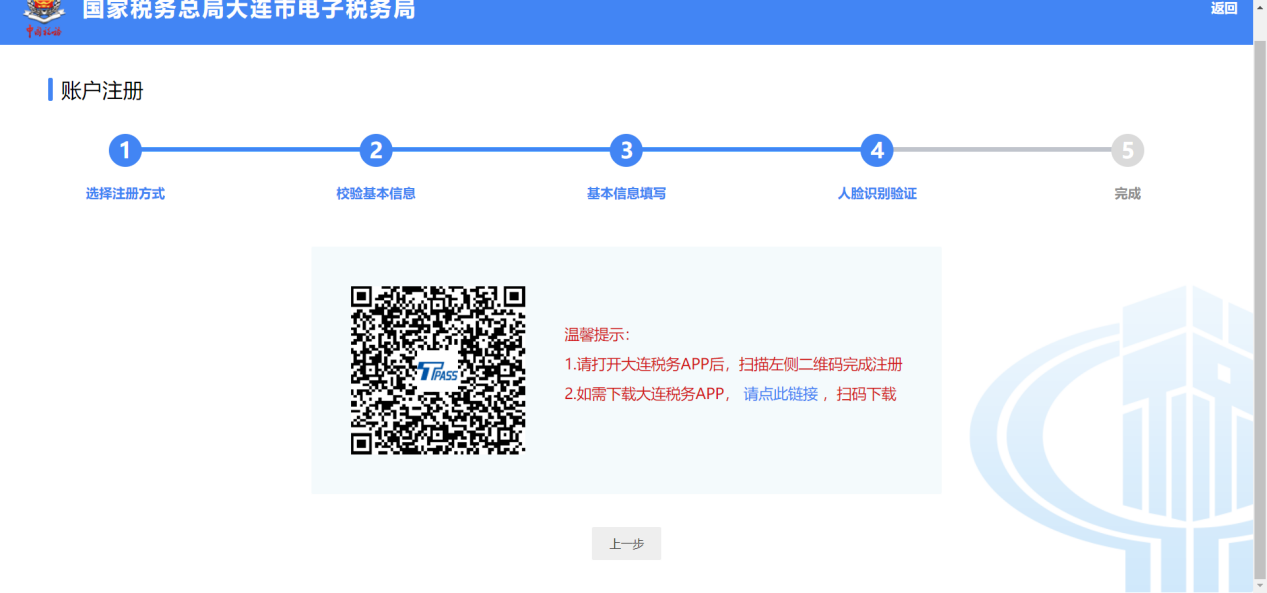 国家税务总局大连市电子税务局
返回
中国税务
账户注册
1 2 3 4 5
选择注册方式 校验基本信息 基本信息填写 人脸识别验证 完成
TPASS
温馨提示：
1.请打开大连税务APP后，扫描左侧二维码完成注册
2.如需下载大连税务APP， 请点此链接 ，扫码下载
上一步